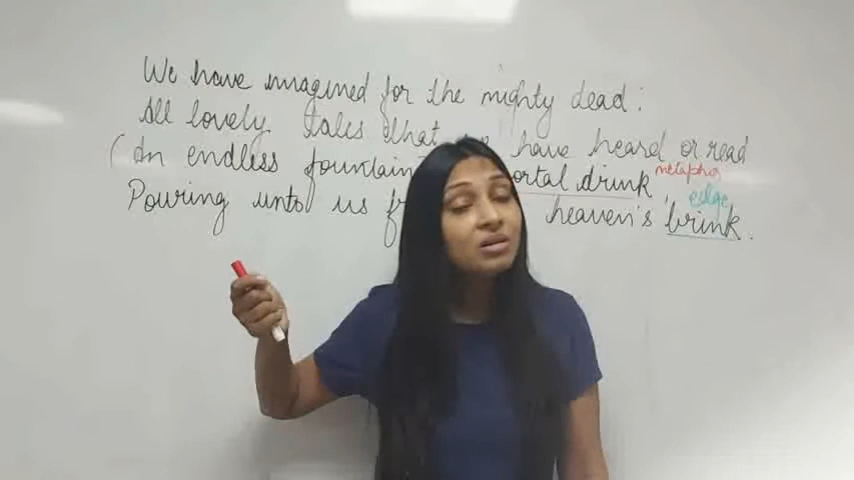 We have imagined for the mighty dead:
All lovely tales that have heard or read
(An endless fountain ortal drink, metaphor
Pouring unto us heaven's brink. edge